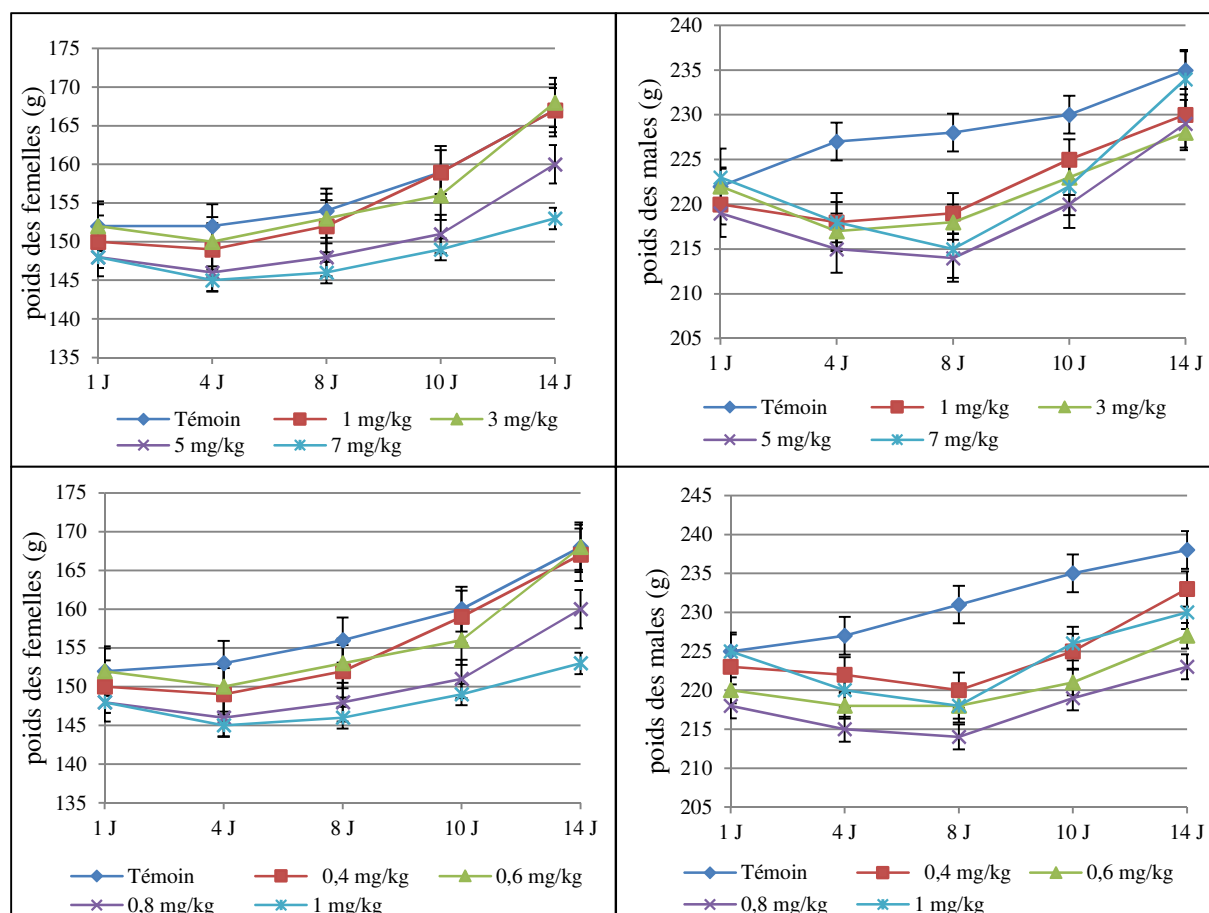 poids des femelles (g)
175
170
165
160
155
150
145
140
135
1 J 4 J 8 J 10 J 14 J
Témoin 1 mg/kg 3 mg/kg
5 mg/kg 7 mg/kg
poids des males (g)
240
235
230
225
220
215
210
205
1 J 4 J 8 J 10 J 14 J
Témoin 1 mg/kg 3 mg/kg
5 mg/kg 7 mg/kg
poids des femelles (g)
175
170
165
160
155
150
145
140
135
1 J 4 J 8 J 10 J 14 J
Témoin 0,4 mg/kg 0,6 mg/kg
0,8 mg/kg 1 mg/kg
poids des males (g)
245
240
235
230
225
220
215
210
205
1 J 4 J 8 J 10 J 14 J
Témoin 0,4 mg/kg 0,6 mg/kg
0,8 mg/kg 1 mg/kg